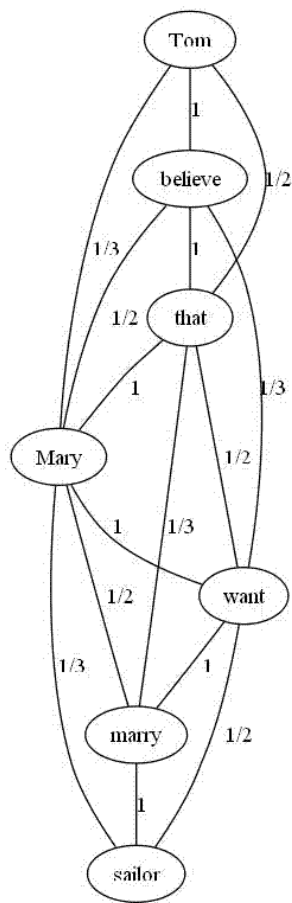 Tom
1
1/2
believe
1/3
1
1/2
that
1
1/3
Mary
1
1/3
1/2
1/2
want
1/3
1
1/2
marry
1
sailor